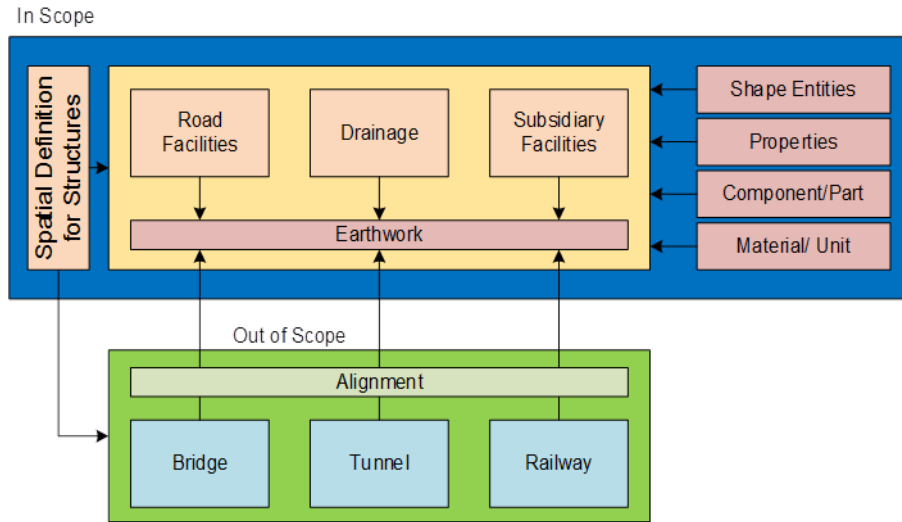 In Scope
Spatial Definition
for Structures
Road
Facilities
Drainage
Subsidiary
Facilities
Earthwork
Shape Entities
Properties
Component/Part
Material/ Unit
Out of Scope
Alignment
Bridge
Tunnel
Railway